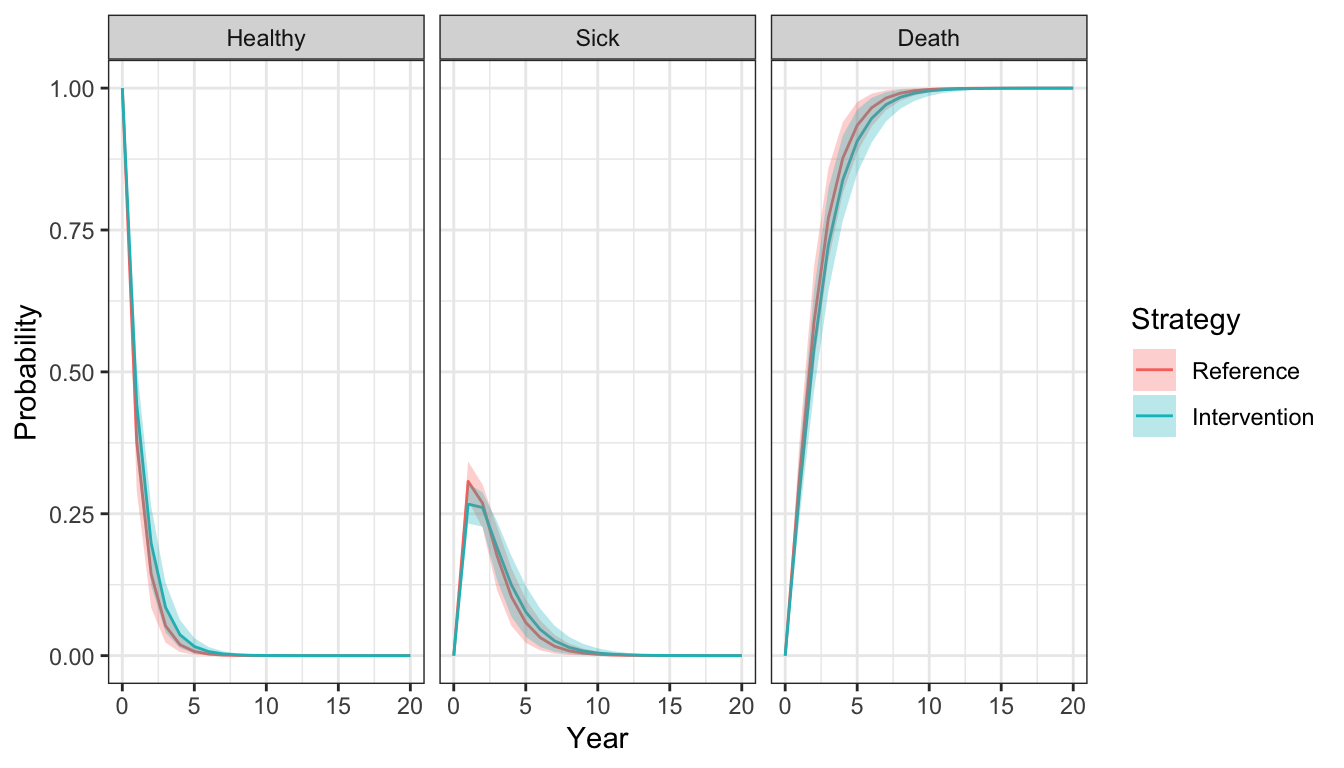 Healthy Sick Death
1.00
0.75
0.50
0.25
0.00
Probability
0 5 10 15 20 0 5 10 15 20 0 5 10 15 20
Year
Strategy
Reference
Intervention